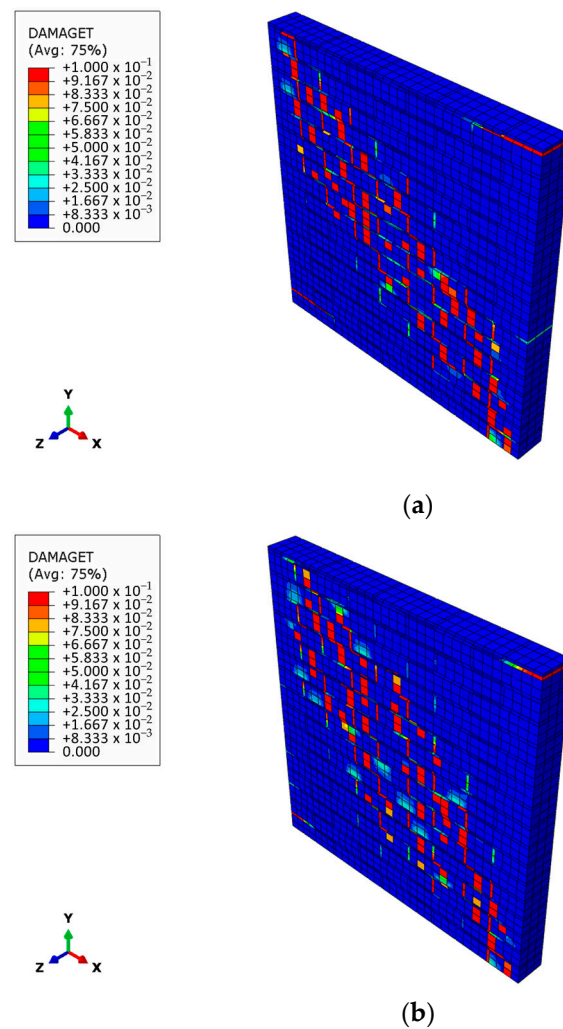 DAMAGET
(Avg: 75%)
+1.000 x 10⁻¹
+9.167 x 10⁻²
+8.333 x 10⁻²
+7.500 x 10⁻²
+6.667 x 10⁻²
+5.833 x 10⁻²
+5.000 x 10⁻²
+4.167 x 10⁻²
+3.333 x 10⁻²
+2.500 x 10⁻²
+1.667 x 10⁻²
+8.333 x 10⁻³
0.000
Y
Z X
(a)
DAMAGET
(Avg: 75%)
+1.000 x 10⁻¹
+9.167 x 10⁻²
+8.333 x 10⁻²
+7.500 x 10⁻²
+6.667 x 10⁻²
+5.833 x 10⁻²
+5.000 x 10⁻²
+4.167 x 10⁻²
+3.333 x 10⁻²
+2.500 x 10⁻²
+1.667 x 10⁻²
+8.333 x 10⁻³
0.000
Y
Z X
(b)